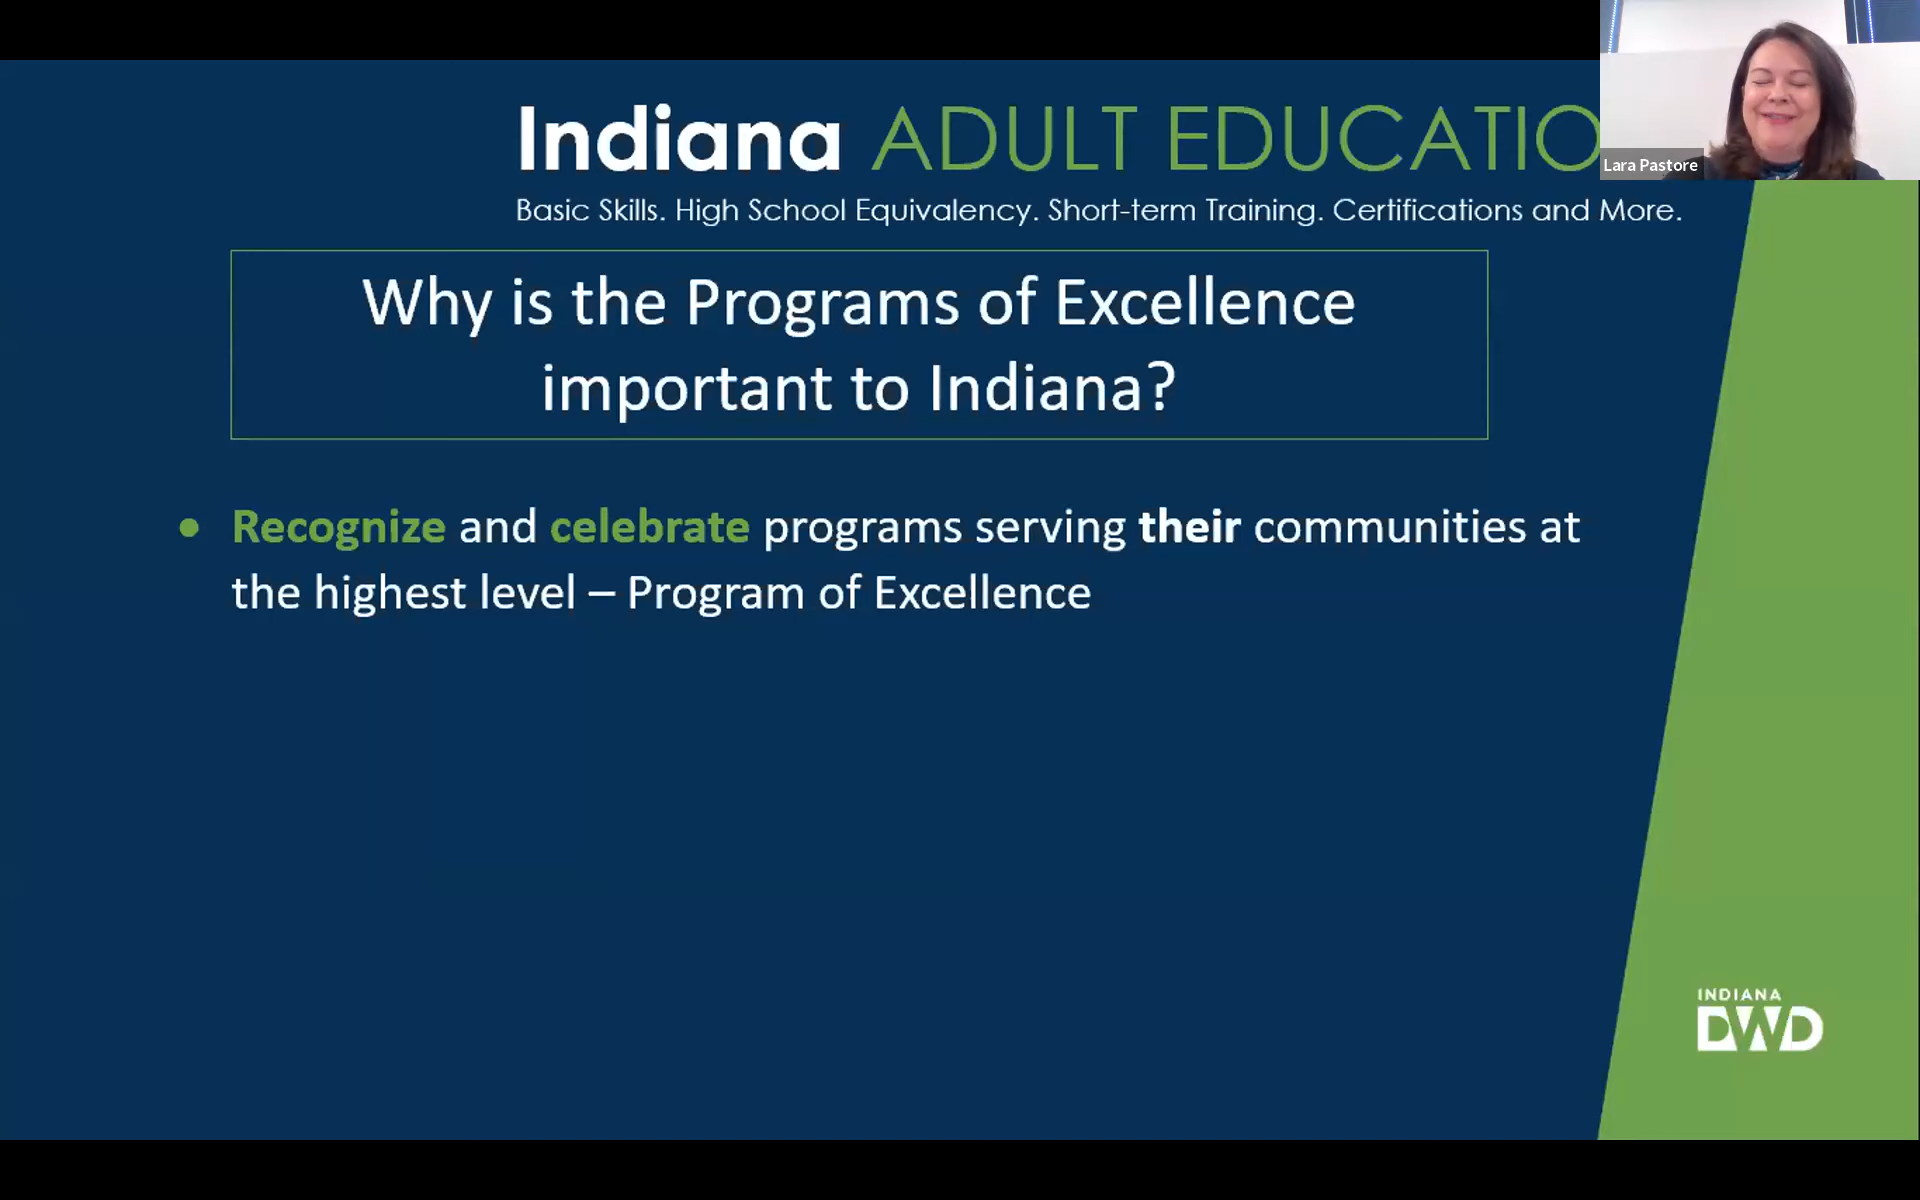 Indiana ADULT EDUCATIO
Lara Pastore
Basic Skills. High School Equivalency. Short-term Training. Certifications and More.
Why is the Programs of Excellence
important to Indiana?
• Recognize and celebrate programs serving their communities at
the highest level – Program of Excellence
INDIANA
DWD